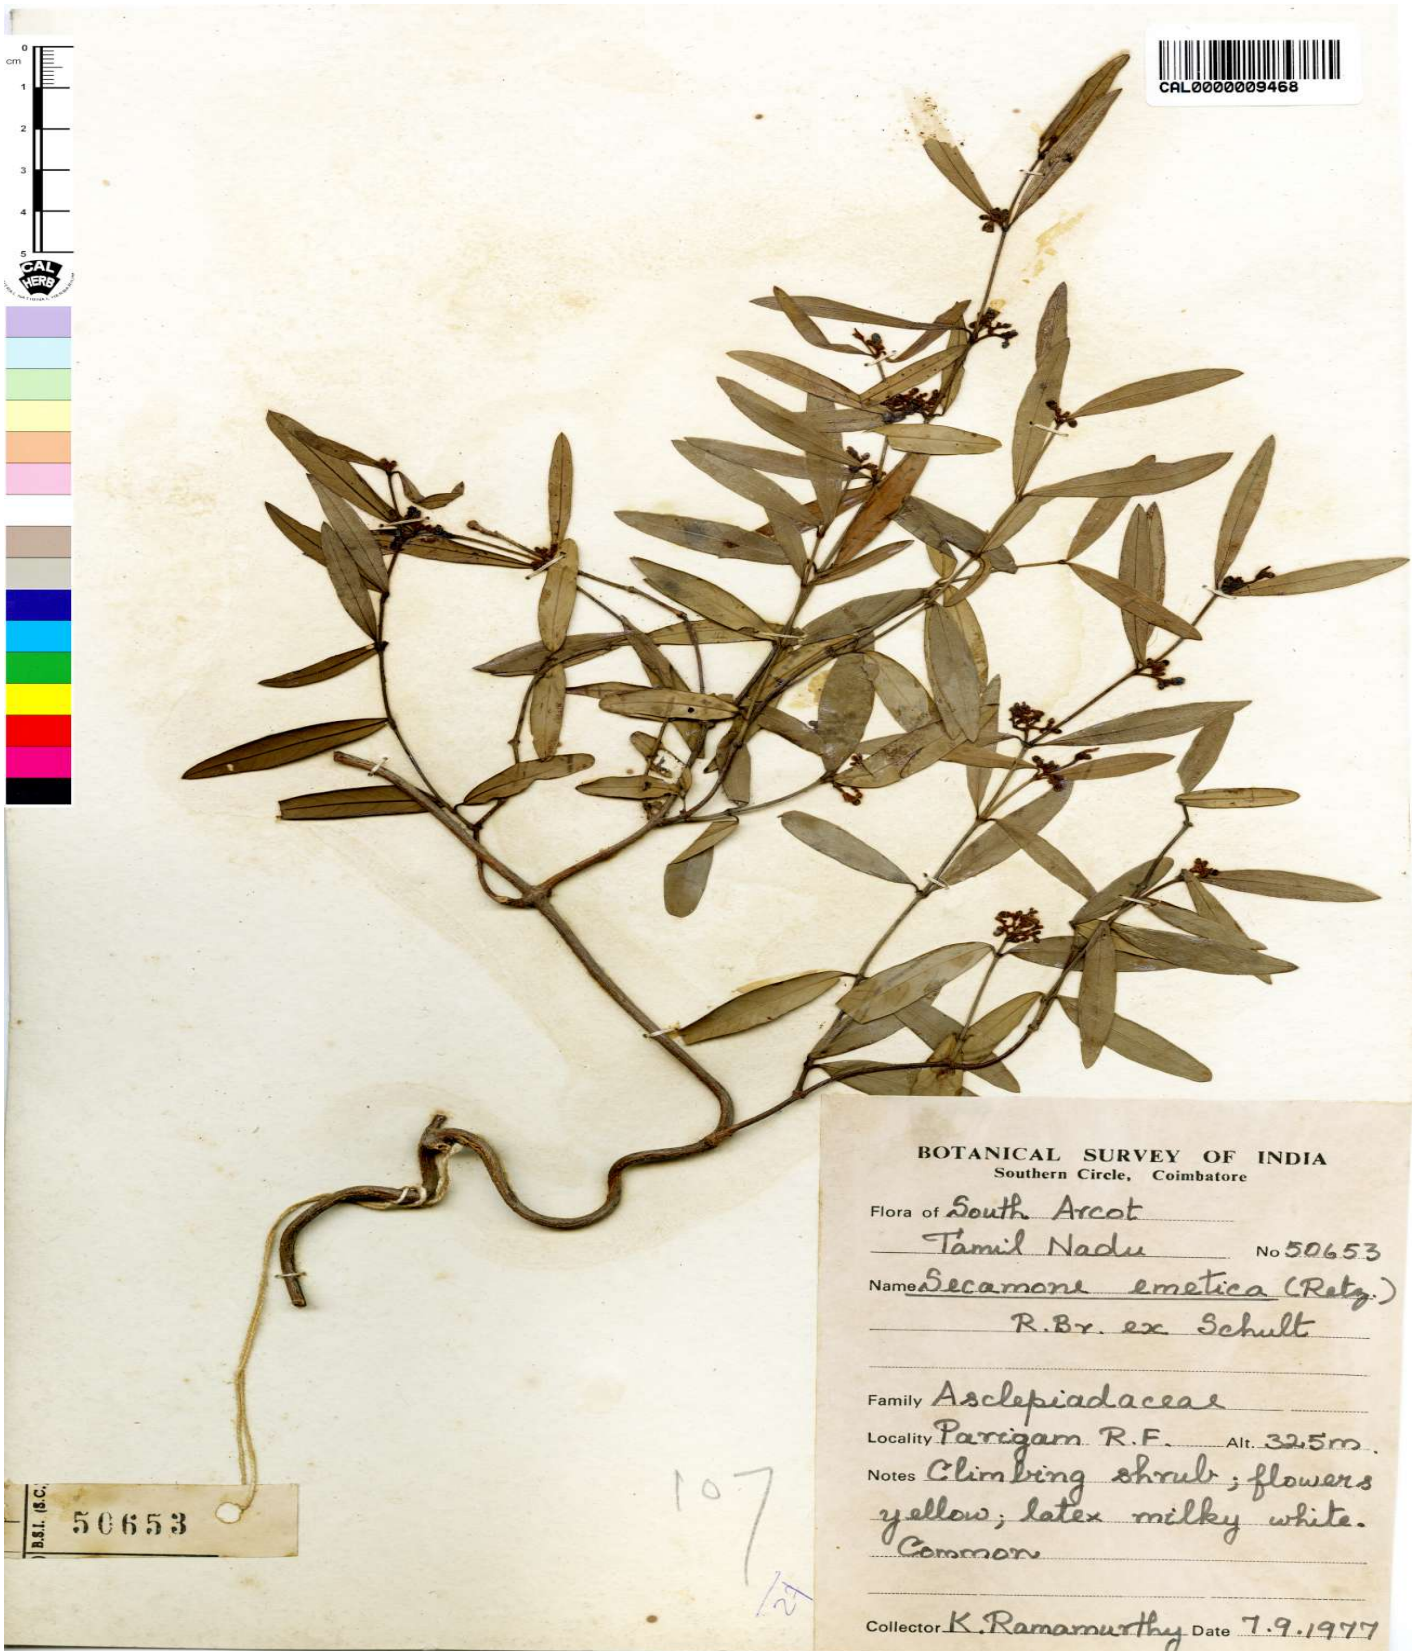 CAL0000009468
0
cm
1
2
3
4
5
CAL
HERB
BOTANICAL SURVEY OF INDIA
Southern Circle, Coimbatore
Flora of South Arcot
Tamil Nadu No 50653
Name Secamone emetica (Retz.)
R.Br. ex Schult
Family Asclepiadaceae
Locality Parigam R.F. Alt. 325m.
Notes Climbing shrub; flowers
yellow; latex milky white.
Common
Collector K. Ramamurthy Date 7.9.1977
B.S.I. (S.C.
50653
107